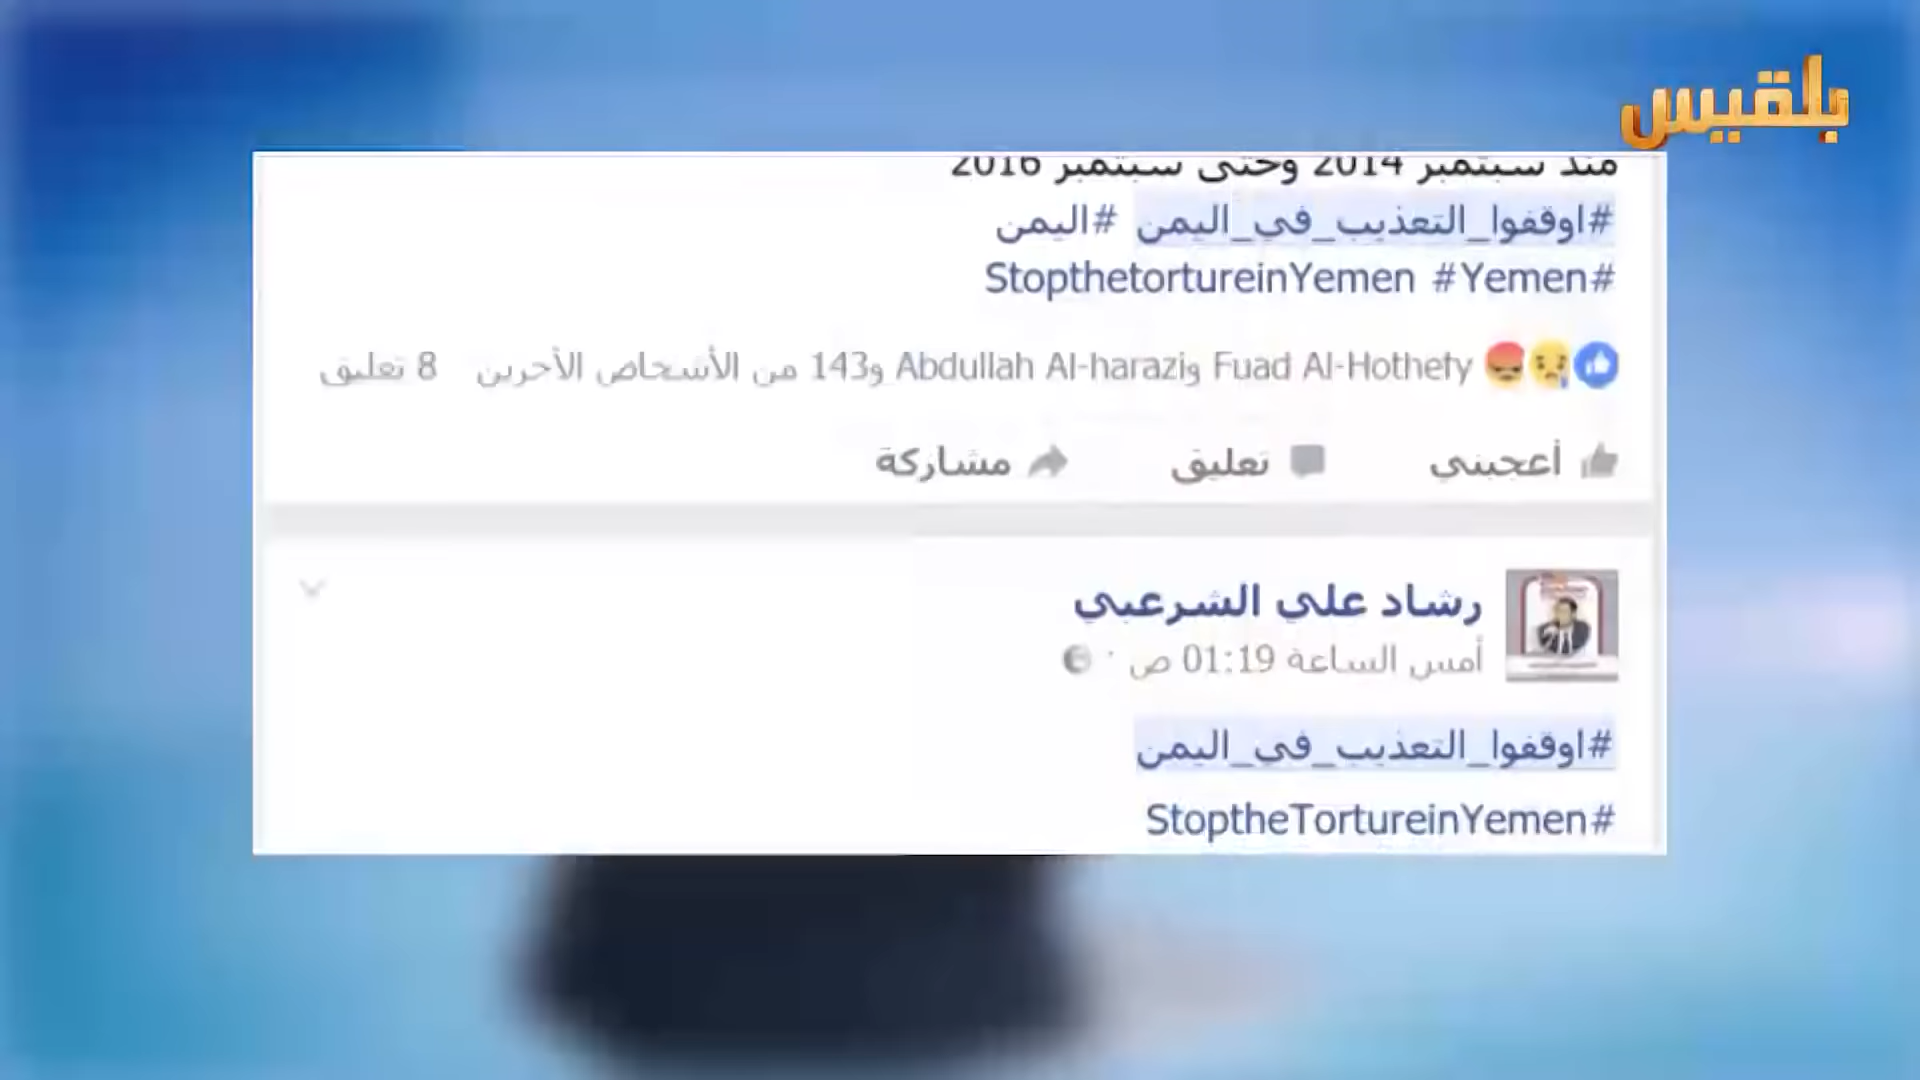 بلقيس
منذ سبتمبر 2014 وحتى سبتمبر 2016
#اوقفوا_التعذيب_في_اليمن #اليمن
#StopthetortureinYemen #Yemen
Fuad Al-Hothefy وAbdullah Al-harazi و143 من الأشخاص الآخرين 8 تعليق
أعجبني تعليق مشاركة
رشاد علي الشرعبي
أمس الساعة 01:19 ص ·
#اوقفوا_التعذيب_في_اليمن
#StoptheTortureinYemen